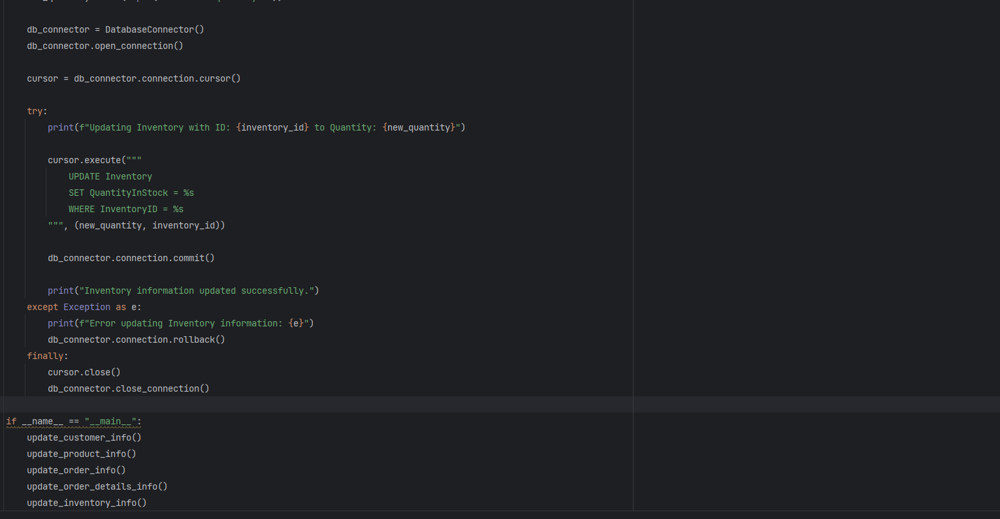 db_connector = DatabaseConnector()
db_connector.open_connection()
cursor = db_connector.connection.cursor()
try:
print(f"Updating Inventory with ID: {inventory_id} to Quantity: {new_quantity}")
cursor.execute("""
UPDATE Inventory
SET QuantityInStock = %s
WHERE InventoryID = %s
""", (new_quantity, inventory_id))
db_connector.connection.commit()
print("Inventory information updated successfully.")
except Exception as e:
print(f"Error updating Inventory information: {e}")
db_connector.connection.rollback()
finally:
cursor.close()
db_connector.close_connection()
if __name__ == "__main__":
update_customer_info()
update_product_info()
update_order_info()
update_order_details_info()
update_inventory_info()